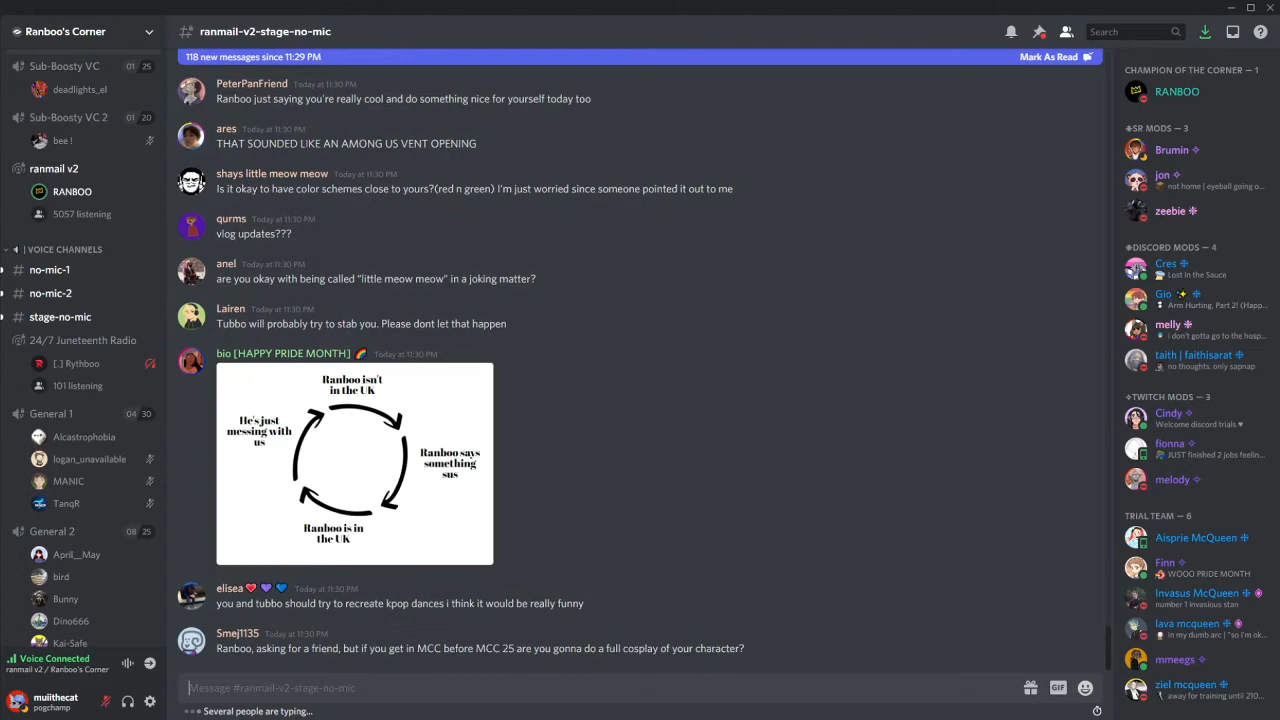 Ranboo's Corner
Sub-Boosty VC 01 25
deadlights_el
Sub-Boosty VC 2 01 20
bee !
ranmail v2
RANBOO
5057 listening
| VOICE CHANNELS
no-mic-1
no-mic-2
stage-no-mic
24/7 Juneteenth Radio
[.] Rythboo
101 listening
General 1 04 30
Alcastrophobia
logan_unavailable
MANIC
TanqR
General 2 08 25
April__May
bird
Bunny
Dino666
Kai-Safe
Voice Connected
ranmail v2 / Ranboo's Corner
muiithecat
pogchamp
ranmail-v2-stage-no-mic
Search
118 new messages since 11:29 PM Mark As Read
PeterPanFriend Today at 11:30 PM
Ranboo just saying you're really cool and do something nice for yourself today too
ares Today at 11:30 PM
THAT SOUNDED LIKE AN AMONG US VENT OPENING
shays little meow meow Today at 11:30 PM
Is it okay to have color schemes close to yours?(red n green) I'm just worried since someone pointed it out to me
qurms Today at 11:30 PM
vlog updates???
anel Today at 11:30 PM
are you okay with being called "little meow meow" in a joking matter?
Lairen Today at 11:30 PM
Tubbo will probably try to stab you. Please dont let that happen
bio [HAPPY PRIDE MONTH] 🌈 Today at 11:30 PM
Ranboo isn't
in the UK
He's just
messing with
us
Ranboo says
something
sus
Ranboo is in
the UK
elisea ❤️ 💜 💙 Today at 11:30 PM
you and tubbo should try to recreate kpop dances i think it would be really funny
Smej1135 Today at 11:30 PM
Ranboo, asking for a friend, but if you get in MCC before MCC 25 are you gonna do a full cosplay of your character?
Message #ranmail-v2-stage-no-mic
GIF
Several people are typing...
CHAMPION OF THE CORNER — 1
RANBOO
❉SR MODS — 3
Brumin ✧
jon ✧
not home | eyeball going o...
zeebie ❉
❉DISCORD MODS — 4
Cres ❉
Lost in the Sauce
Gio ✨ ❉
Arm Hurting, Part 2! (Hap...
melly ❉
i don't gotta go to the hosp...
taith | faithisarat ❉
no thoughts. only sapnap.
✧TWITCH MODS — 3
Cindy ✧
Welcome discord trials ♥
fionna ✧
JUST finished 2 jobs feelin...
melody ✧
TRIAL TEAM — 6
Aisprie McQueen ❉
Finn ✧
WOOO PRIDE MONTH
Invasus McQueen ❉
number 1 invasious stan
lava mcqueen ❉
in my dumb arc | "so i'm ok...
mmeegs ✧
ziel mcqueen ❉
away for training until 210...